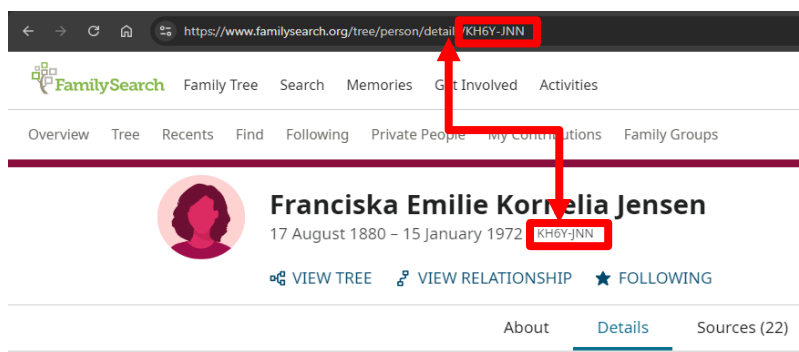 https://www.familysearch.org/tree/person/details/KH6Y-JNN
FamilySearch Family Tree Search Memories Get Involved Activities
Overview Tree Recents Find Following Private People My Contributions Family Groups
Franciska Emilie Kornelia Jensen
17 August 1880 – 15 January 1972 KH6Y-JNN
VIEW TREE VIEW RELATIONSHIP FOLLOWING
About Details Sources (22)